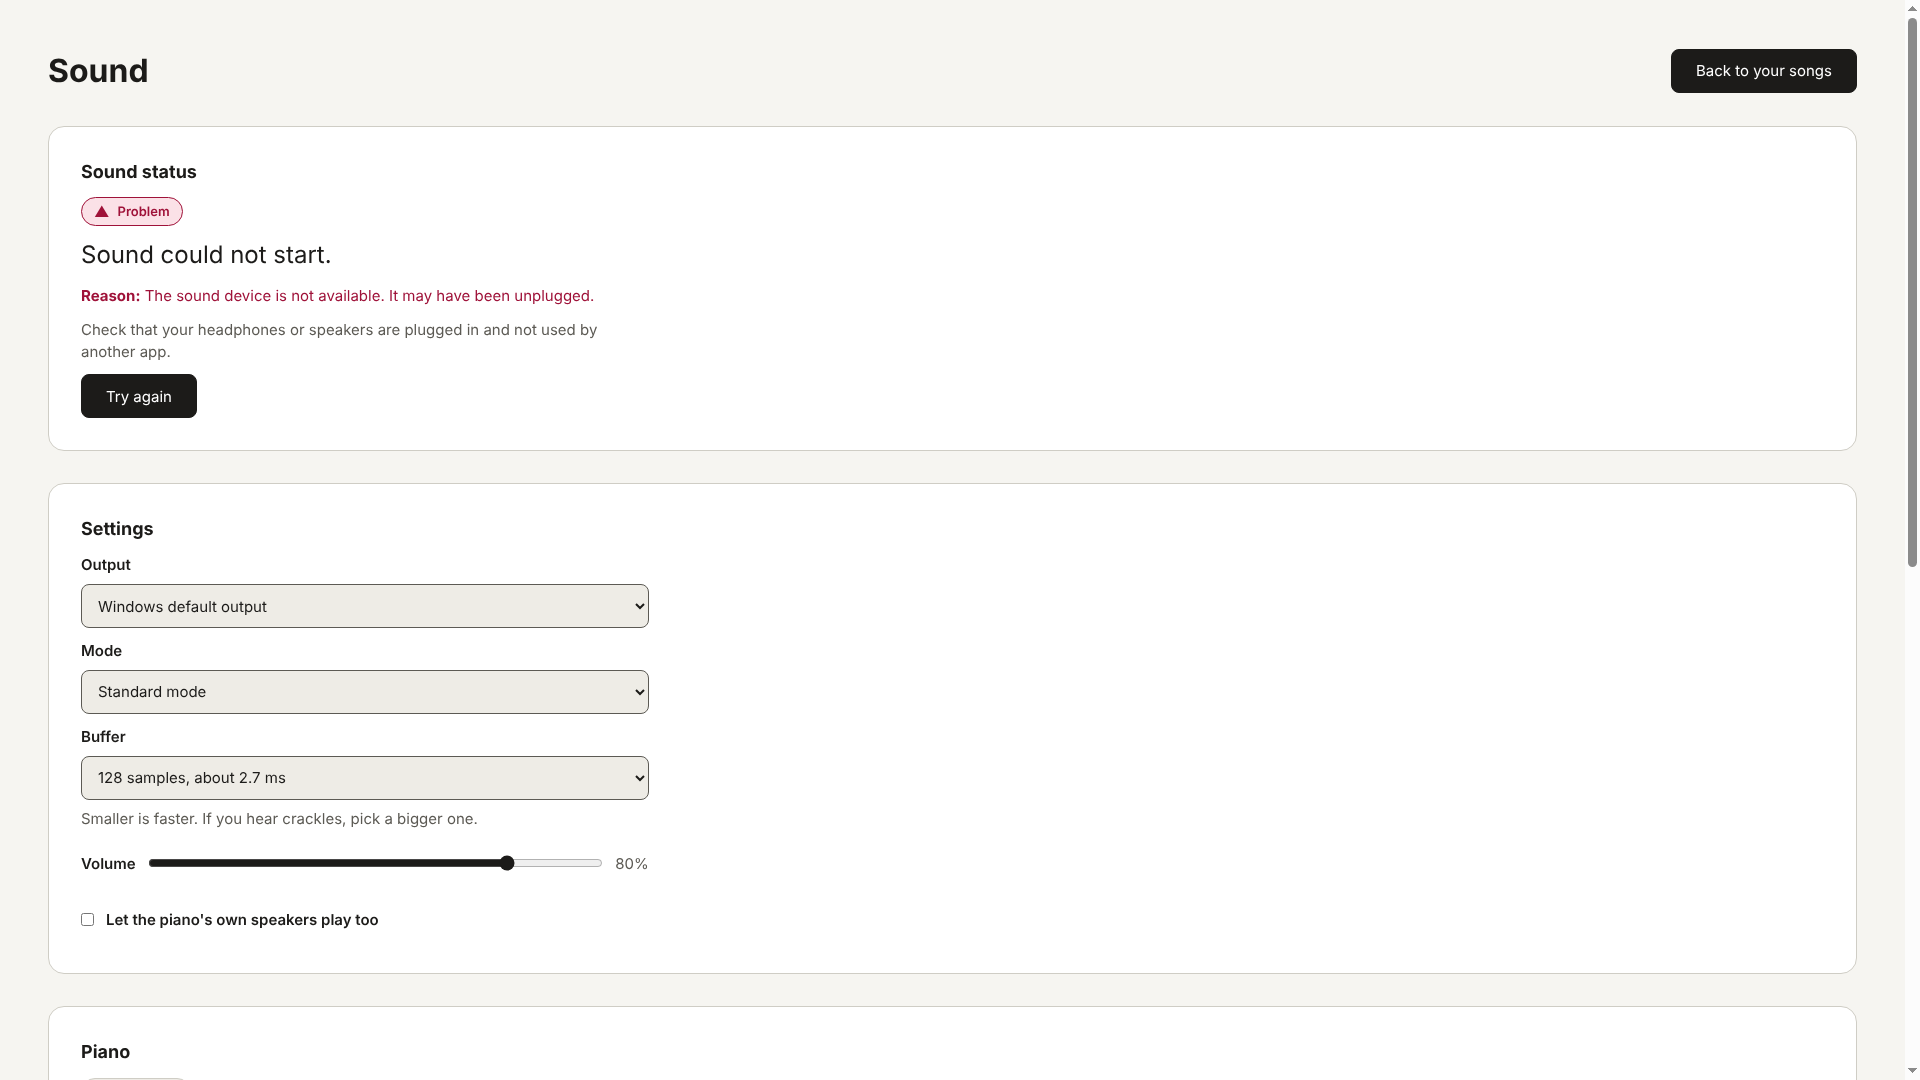 Sound
Back to your songs
Sound status
Problem
Sound could not start.
Reason: The sound device is not available. It may have been unplugged.
Check that your headphones or speakers are plugged in and not used by
another app.
Try again
Settings
Output
Windows default output
Mode
Standard mode
Buffer
128 samples, about 2.7 ms
Smaller is faster. If you hear crackles, pick a bigger one.
Volume 80%
Let the piano's own speakers play too
Piano